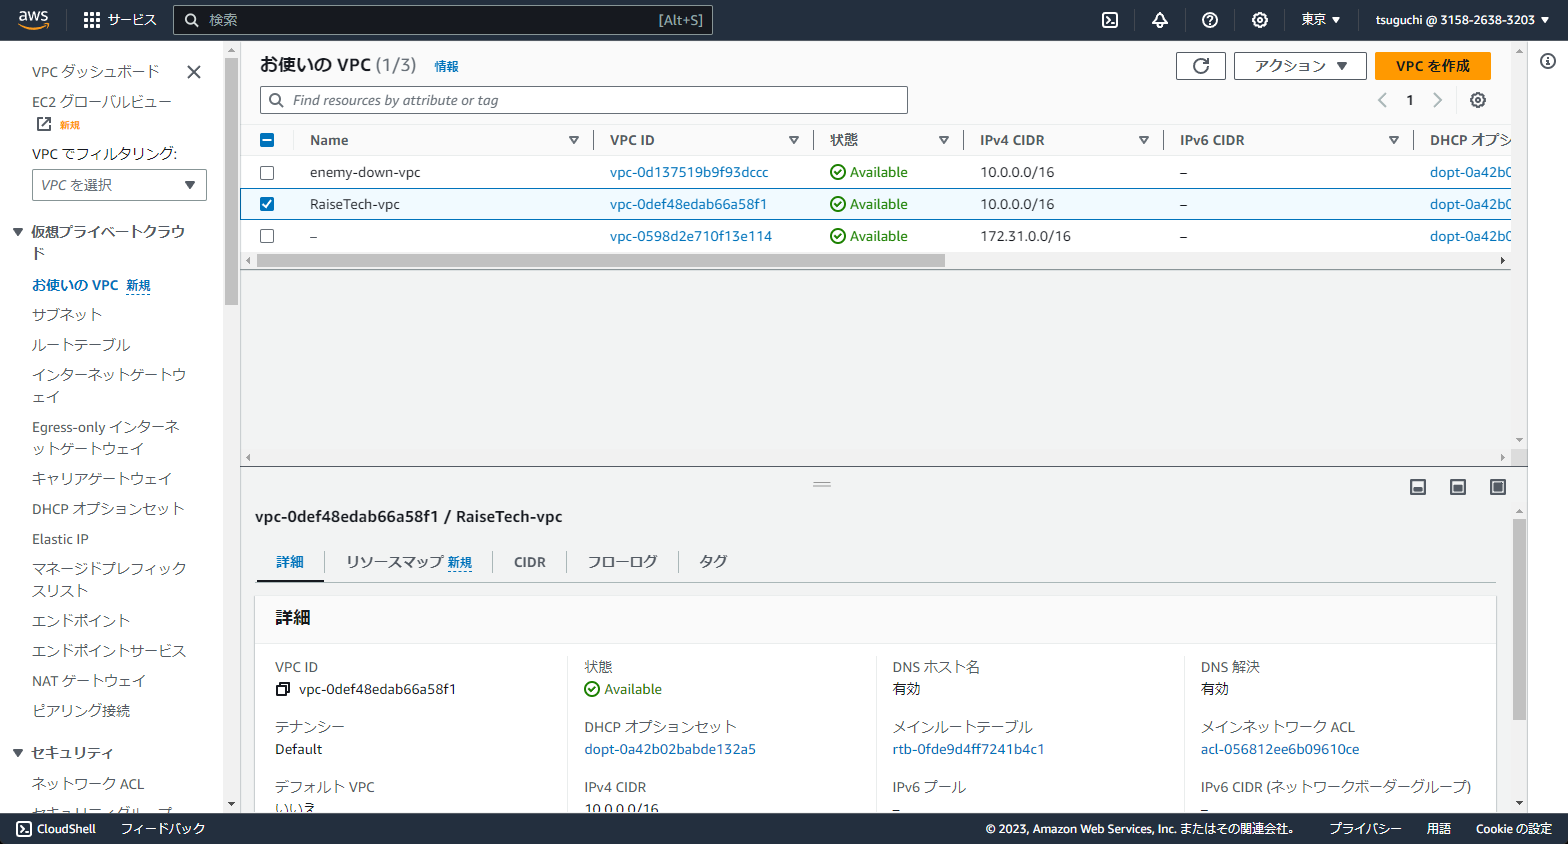 aws
サービス
検索
[Alt+S]
東京 ▼
tsuguchi @ 3158-2638-3203 ▼
VPC ダッシュボード
EC2 グローバルビュー
新規
VPC でフィルタリング:
VPC を選択
仮想プライベートクラウ
ド
お使いの VPC 新規
サブネット
ルートテーブル
インターネットゲートウ
ェイ
Egress-only インターネ
ットゲートウェイ
キャリアゲートウェイ
DHCP オプションセット
Elastic IP
マネージドプレフィック
スリスト
エンドポイント
エンドポイントサービス
NAT ゲートウェイ
ピアリング接続
セキュリティ
ネットワーク ACL
セキュリティグループ
お使いの VPC (1/3) 情報
アクション ▼
VPC を作成
Find resources by attribute or tag
1
Name VPC ID 状態 IPv4 CIDR IPv6 CIDR DHCP オプシ
enemy-down-vpc vpc-0d137519b9f93dccc Available 10.0.0.0/16 – dopt-0a42b0
RaiseTech-vpc vpc-0def48edab66a58f1 Available 10.0.0.0/16 – dopt-0a42b0
– vpc-0598d2e710f13e114 Available 172.31.0.0/16 – dopt-0a42b0
vpc-0def48edab66a58f1 / RaiseTech-vpc
詳細 リソースマップ 新規 CIDR フローログ タグ
詳細
VPC ID
vpc-0def48edab66a58f1
状態
Available
DNS ホスト名
有効
DNS 解決
有効
テナンシー
Default
DHCP オプションセット
dopt-0a42b02babde132a5
メインルートテーブル
rtb-0fde9d4ff7241b4c1
メインネットワーク ACL
acl-056812ee6b09610ce
デフォルト VPC
いいえ
IPv4 CIDR
10.0.0.0/16
IPv6 プール
–
IPv6 CIDR (ネットワークボーダーグループ)
–
CloudShell
フィードバック
© 2023, Amazon Web Services, Inc. またはその関連会社。
プライバシー
用語
Cookie の設定